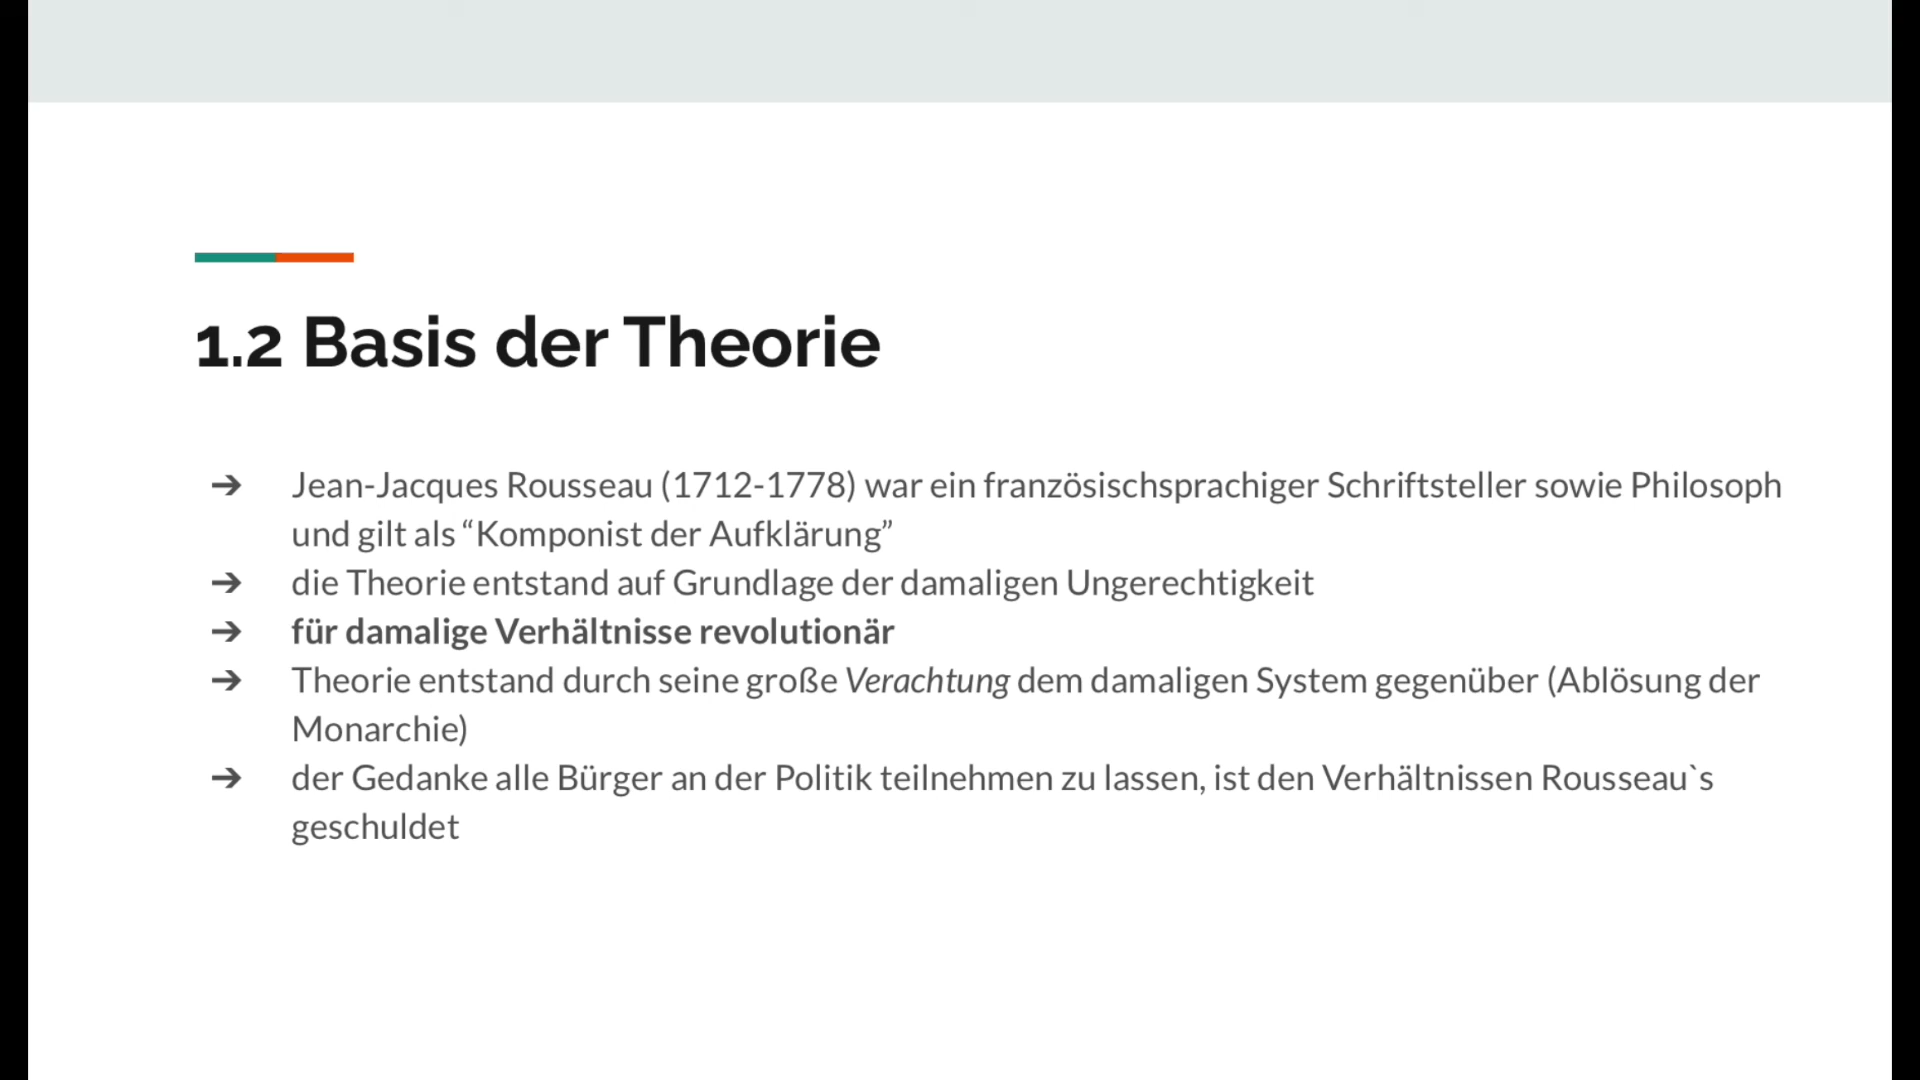 1.2 Basis der Theorie
➔ Jean-Jacques Rousseau (1712-1778) war ein französischsprachiger Schriftsteller sowie Philosoph
und gilt als “Komponist der Aufklärung”
➔ die Theorie entstand auf Grundlage der damaligen Ungerechtigkeit
➔ für damalige Verhältnisse revolutionär
➔ Theorie entstand durch seine große Verachtung dem damaligen System gegenüber (Ablösung der
Monarchie)
➔ der Gedanke alle Bürger an der Politik teilnehmen zu lassen, ist den Verhältnissen Rousseau`s
geschuldet